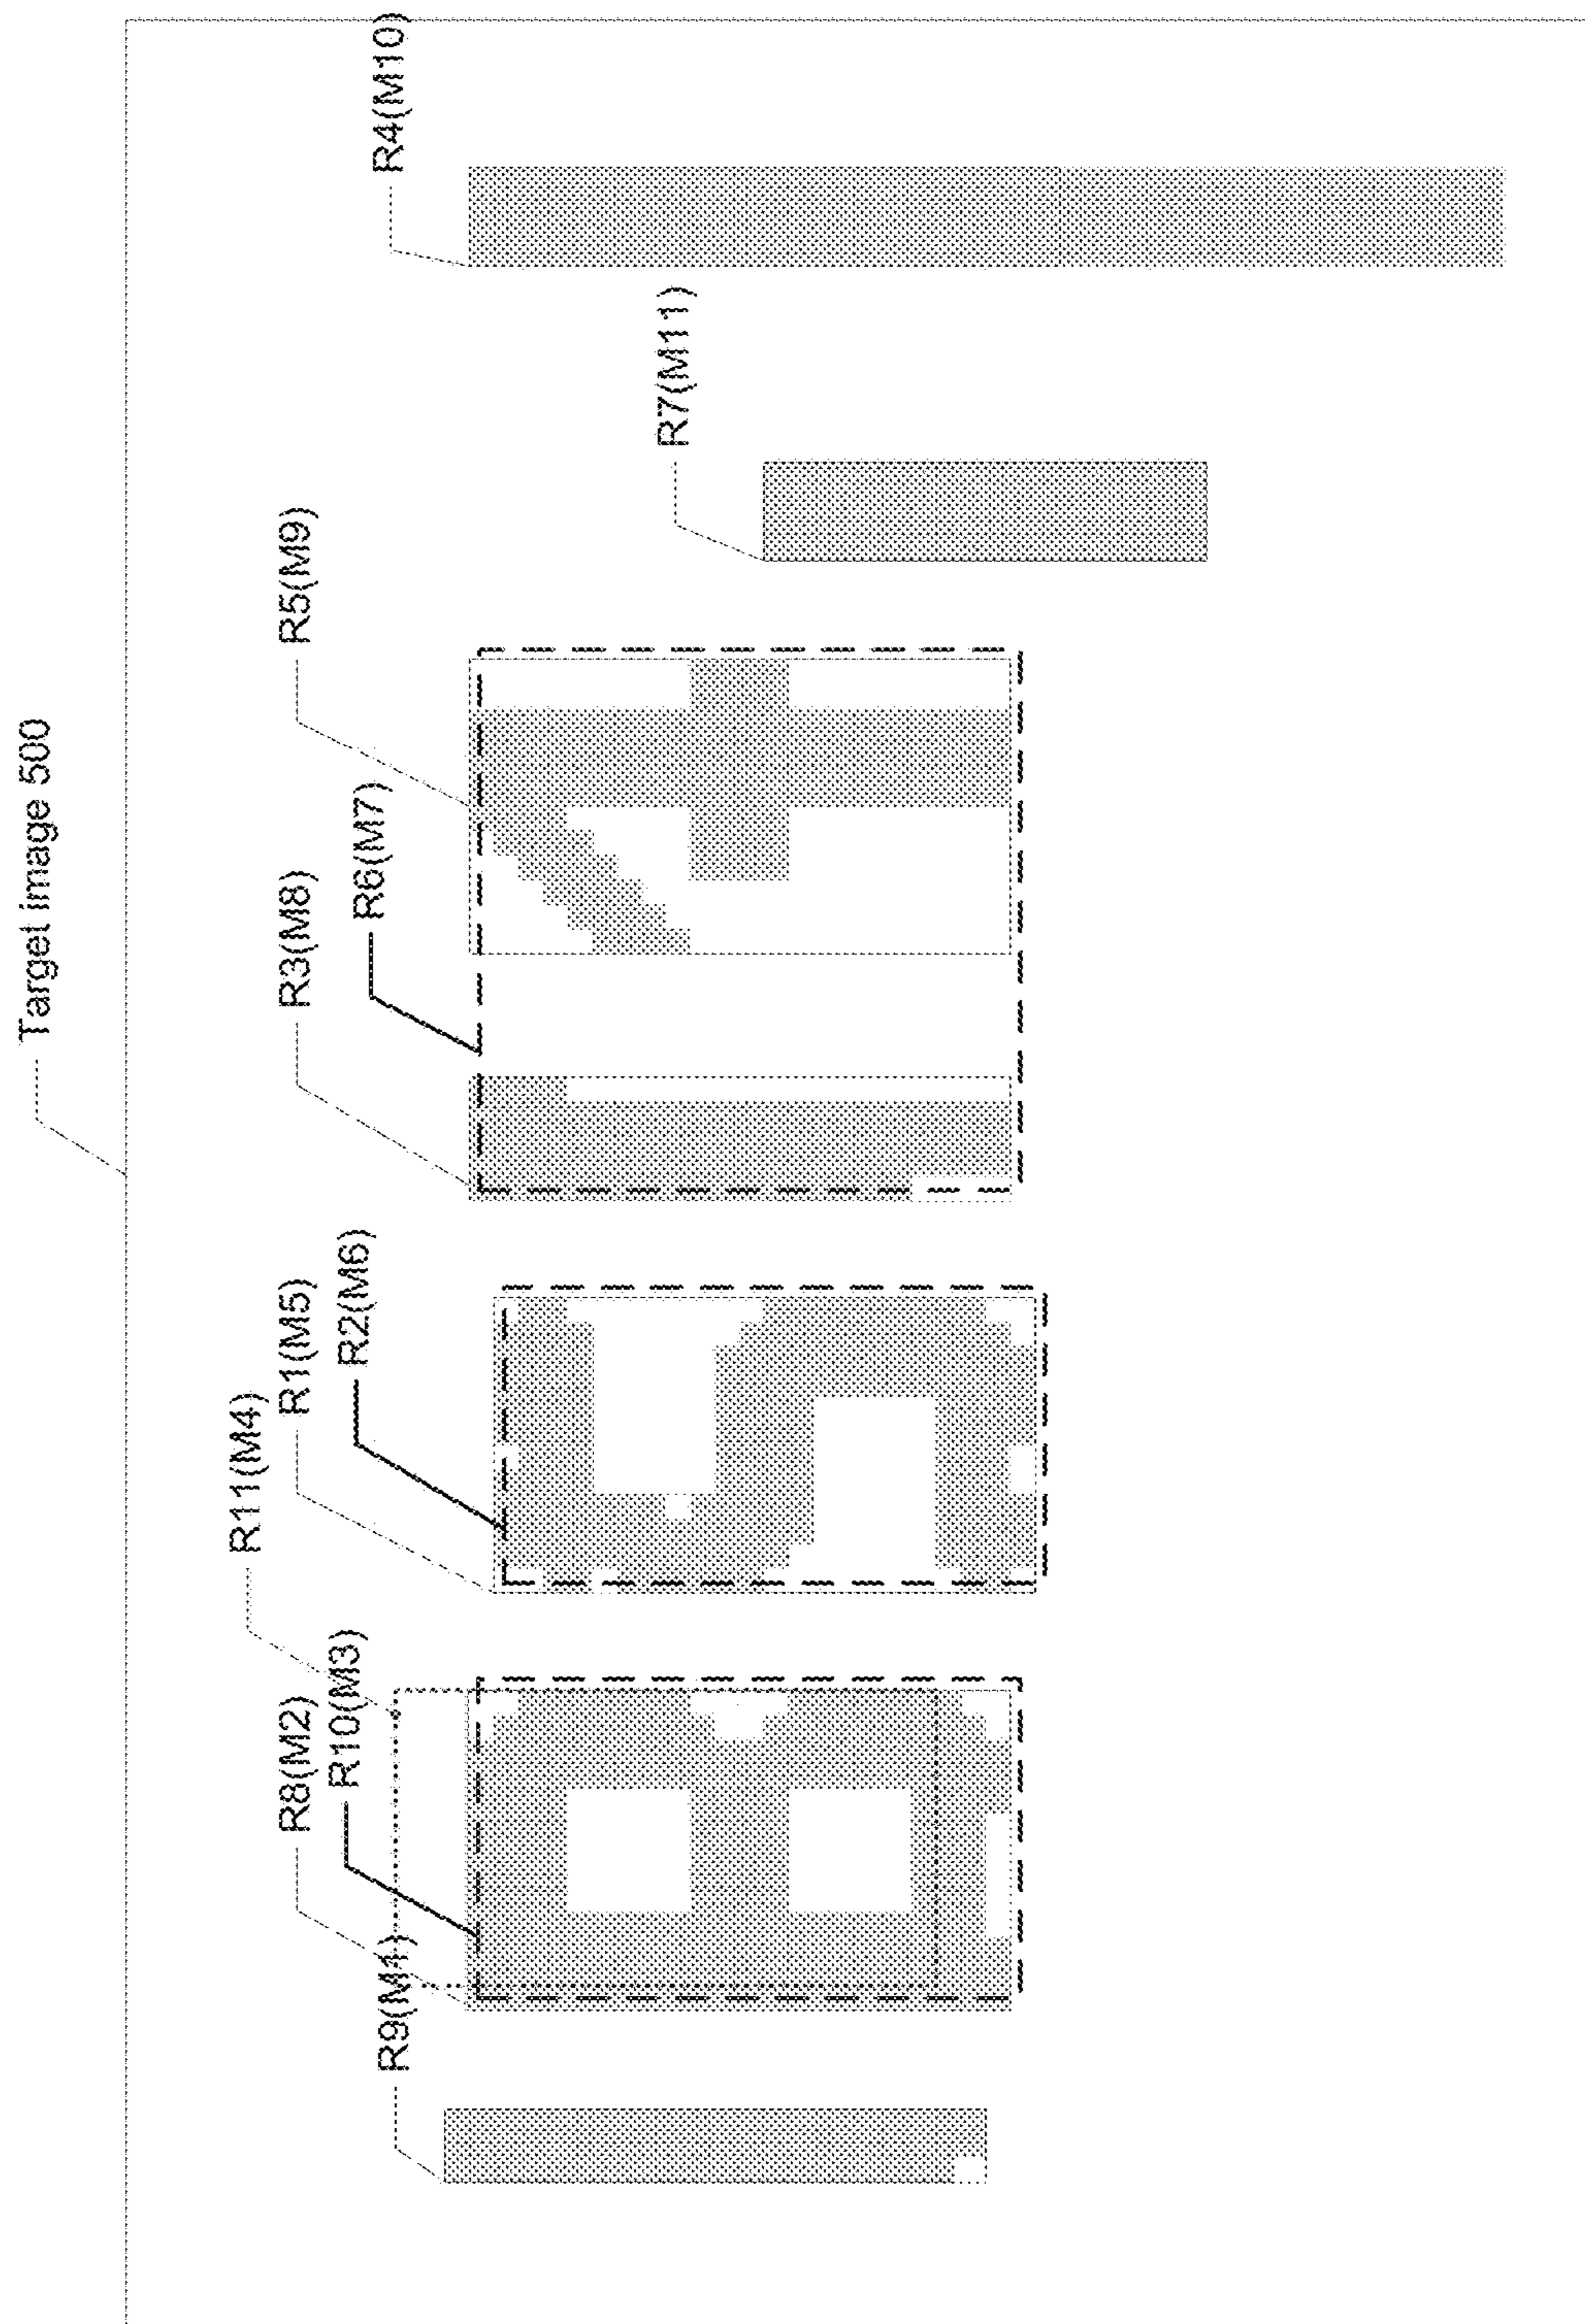 Target image 500
R11(M4)
R8(M2)
R1(M5)
R3(M8)
R5(M9)
R10(M3)
R2(M6)
R6(M7)
R9(M1)
R4(M10)
R7(M11)